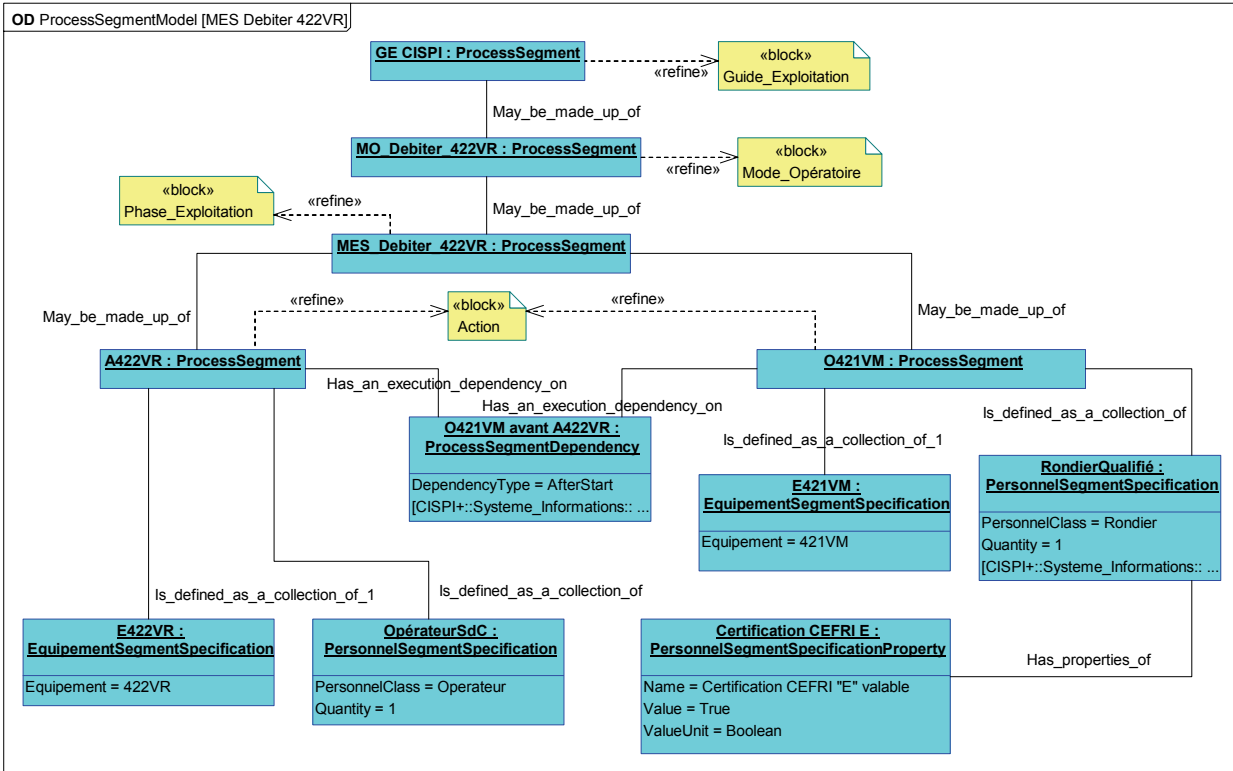 OD ProcessSegmentModel [MES Debiter 422VR]
GE CISPI : ProcessSegment
«block»
Guide_Exploitation
«refine»
May_be_made_up_of
MO_Debiter_422VR : ProcessSegment
«block»
Mode_Opératoire
«refine»
«block»
Phase_Exploitation
«refine»
May_be_made_up_of
MES_Debiter_422VR : ProcessSegment
«refine»
«block»
Action
«refine»
May_be_made_up_of
May_be_made_up_of
A422VR : ProcessSegment
O421VM : ProcessSegment
Has_an_execution_dependency_on
Has_an_execution_dependency_on
Is_defined_as_a_collection_of
O421VM avant A422VR :
ProcessSegmentDependency
DependencyType = AfterStart
[CISPI+::Systeme_Informations:: ...
Is_defined_as_a_collection_of_1
E421VM :
EquipementSegmentSpecification
Equipement = 421VM
RondierQualifié :
PersonnelSegmentSpecification
PersonnelClass = Rondier
Quantity = 1
[CISPI+::Systeme_Informations:: ...
Is_defined_as_a_collection_of_1
Is_defined_as_a_collection_of
E422VR :
EquipementSegmentSpecification
Equipement = 422VR
OpérateurSdC :
PersonnelSegmentSpecification
PersonnelClass = Operateur
Quantity = 1
Certification CEFRI E :
PersonnelSegmentSpecificationProperty
Name = Certification CEFRI "E" valable
Value = True
ValueUnit = Boolean
Has_properties_of